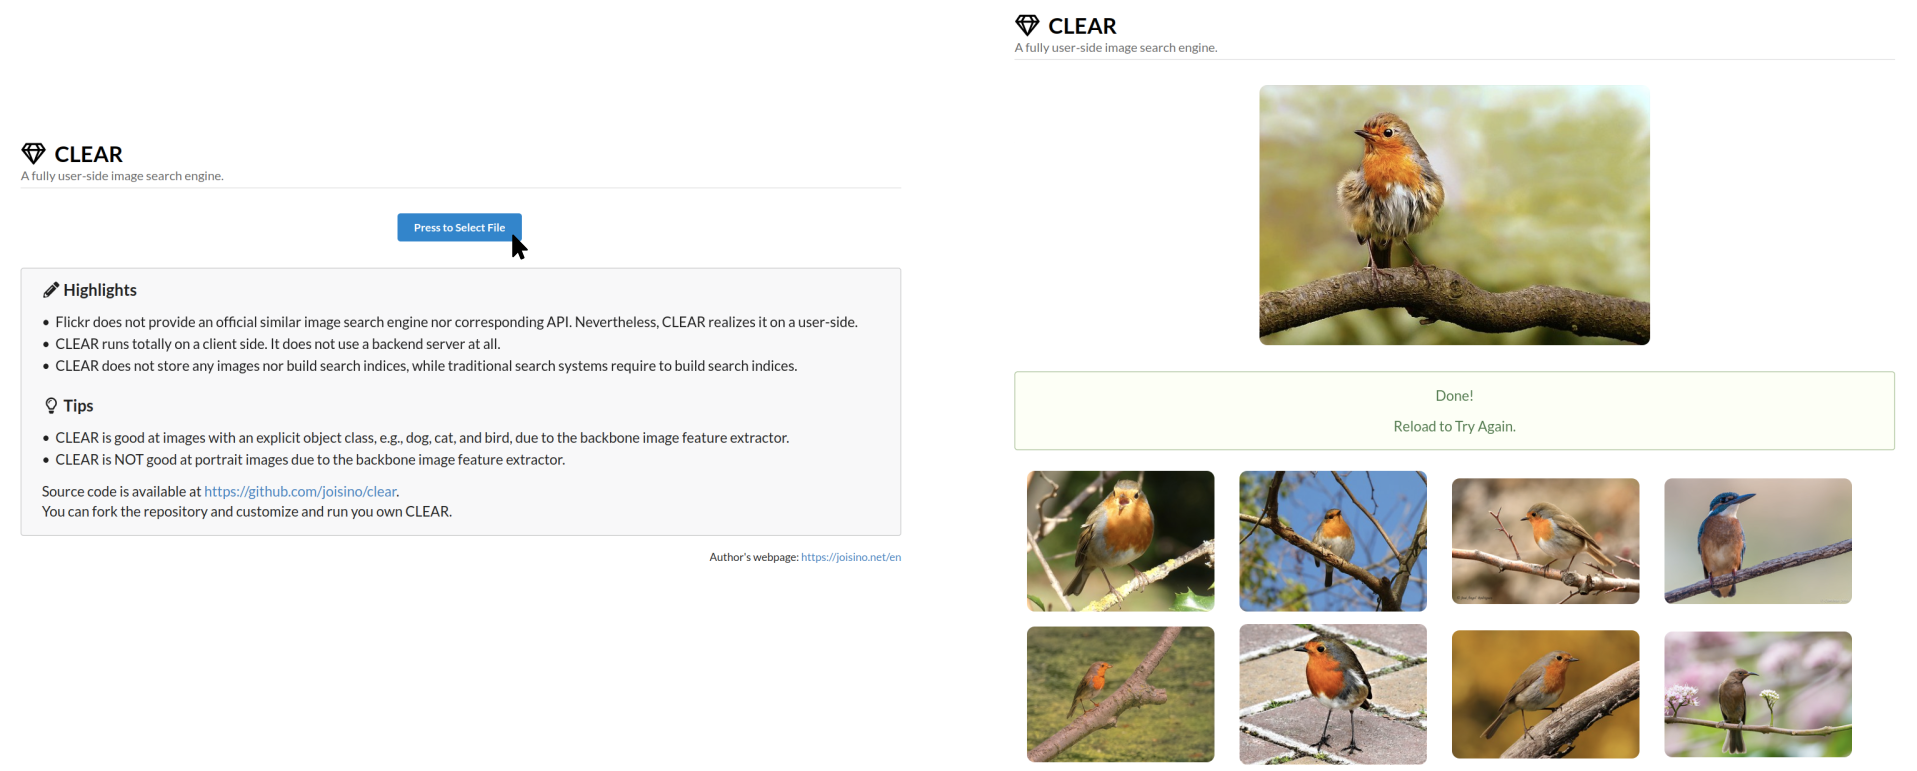 CLEAR
A fully user-side image search engine.
Press to Select File
Highlights
• Flickr does not provide an official similar image search engine nor corresponding API. Nevertheless, CLEAR realizes it on a user-side.
• CLEAR runs totally on a client side. It does not use a backend server at all.
• CLEAR does not store any images nor build search indices, while traditional search systems require to build search indices.
Tips
• CLEAR is good at images with an explicit object class, e.g., dog, cat, and bird, due to the backbone image feature extractor.
• CLEAR is NOT good at portrait images due to the backbone image feature extractor.
Source code is available at https://github.com/joisino/clear.
You can fork the repository and customize and run you own CLEAR.
Author's webpage: https://joisino.net/en
CLEAR
A fully user-side image search engine.
Done!
Reload to Try Again.